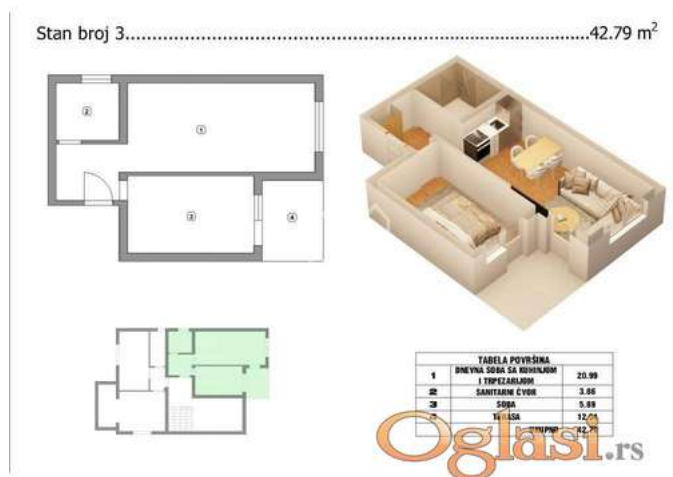 Stan broj 3..........................................................................................42.79 m²
2
1
3
4
TABELA POVRŠINA
1 DNEVNA SOBA SA KUHINJOM I TRPEZARIJOM 20.99
2 SANITARNI ČVOR 3.86
3 SOBA 5.89
TERASA
Oglasi.rs